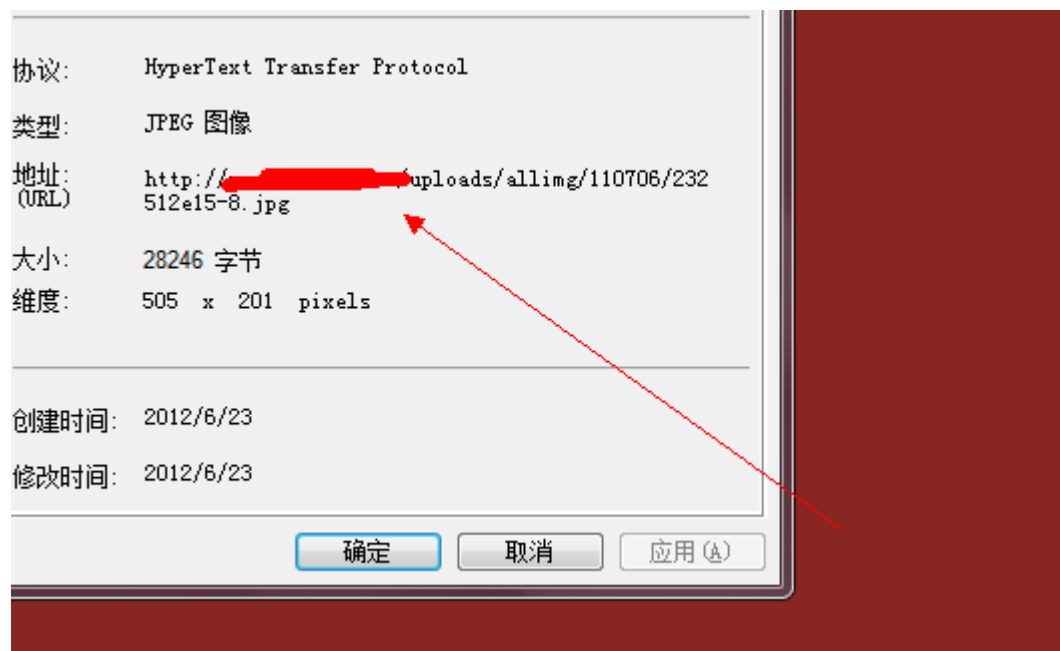 协议: HyperText Transfer Protocol
类型: JPEG 图像
地址: http:// uploads/allimg/110706/232
(URL) 512e15-8.jpg
大小: 28246 字节
维度: 505 x 201 pixels
创建时间: 2012/6/23
修改时间: 2012/6/23
确定 取消 应用(A)